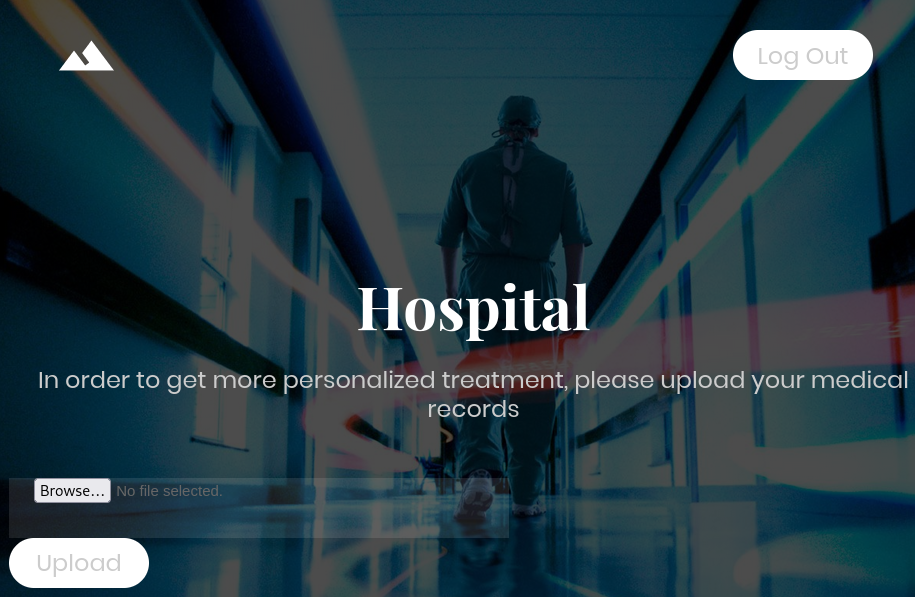 Log Out
Hospital
In order to get more personalized treatment, please upload your medical
records
Browse... No file selected.
Upload